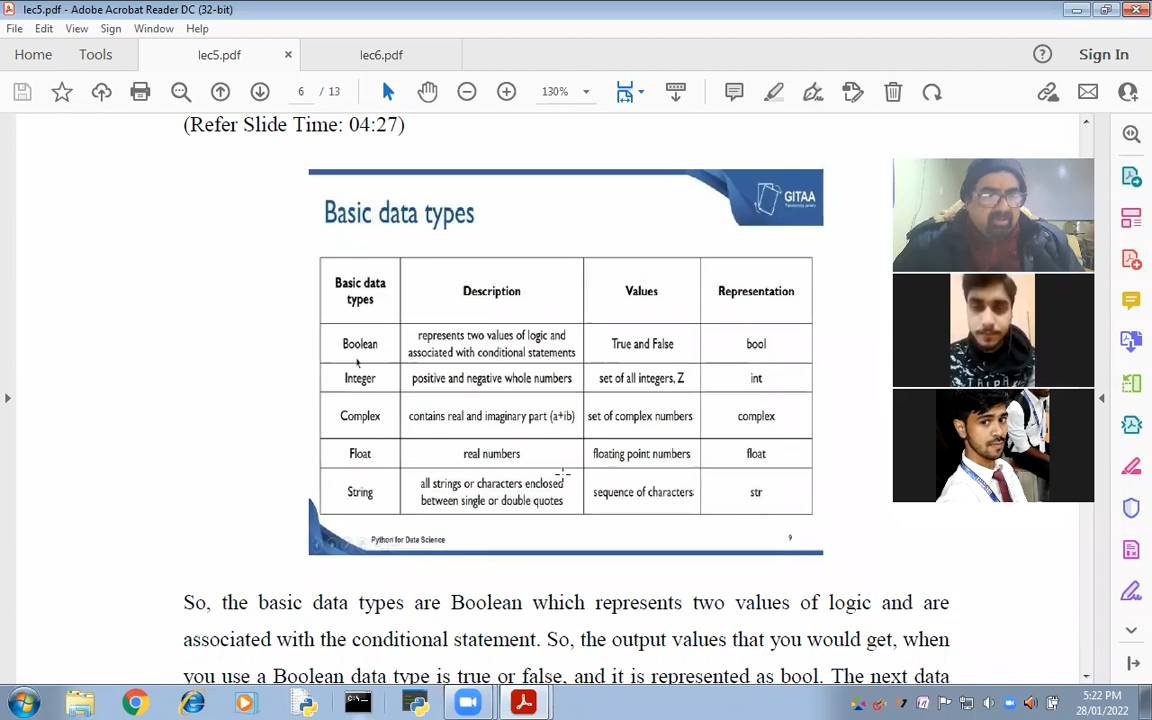 lec5.pdf - Adobe Acrobat Reader DC (32-bit)
File Edit View Sign Window Help
Home Tools lec5.pdf × lec6.pdf Sign In
6 / 13 130%
(Refer Slide Time: 04:27)
GITAA
Basic data types
Basic data types Description Values Representation
Boolean represents two values of logic and associated with conditional statements True and False bool
Integer positive and negative whole numbers set of all integers, Z int
Complex contains real and imaginary part (a+ib) set of complex numbers complex
Float real numbers floating point numbers float
String all strings or characters enclosed between single or double quotes sequence of characters str
Python for Data Science 9
So, the basic data types are Boolean which represents two values of logic and are
associated with the conditional statement. So, the output values that you would get, when
you use a Boolean data type is true or false, and it is represented as bool. The next data
5:22 PM
28/01/2022